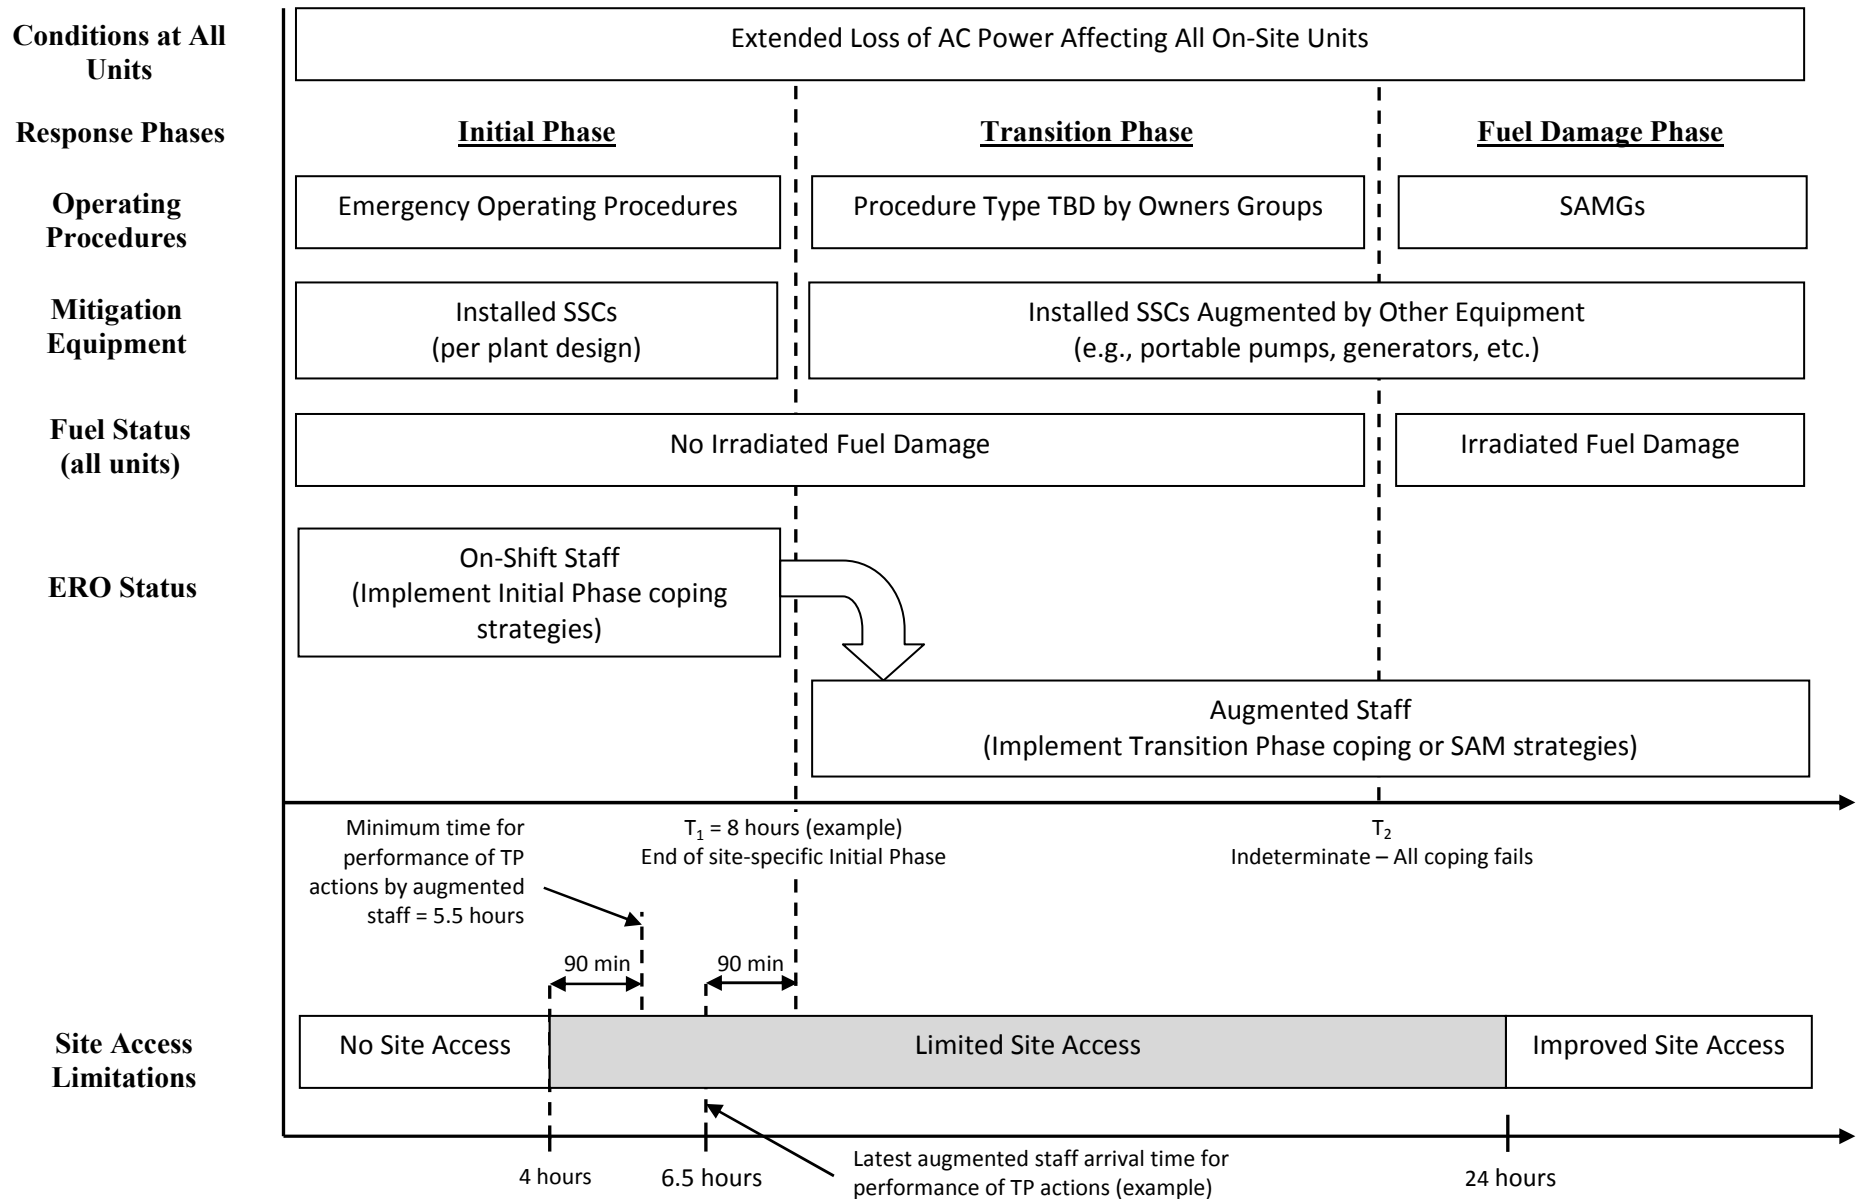 Conditions at All
Units
Extended Loss of AC Power Affecting All On-Site Units
Response Phases
Initial Phase
Transition Phase
Fuel Damage Phase
Operating
Procedures
Emergency Operating Procedures
Procedure Type TBD by Owners Groups
SAMGs
Mitigation
Equipment
Installed SSCs
(per plant design)
Installed SSCs Augmented by Other Equipment
(e.g., portable pumps, generators, etc.)
Fuel Status
(all units)
No Irradiated Fuel Damage
Irradiated Fuel Damage
ERO Status
On-Shift Staff
(Implement Initial Phase coping
strategies)
Augmented Staff
(Implement Transition Phase coping or SAM strategies)
Minimum time for
performance of TP
actions by augmented
staff = 5.5 hours
T₁ = 8 hours (example)
End of site-specific Initial Phase
T₂
Indeterminate – All coping fails
90 min
90 min
Site Access
Limitations
No Site Access
Limited Site Access
Improved Site Access
4 hours
6.5 hours
Latest augmented staff arrival time for
performance of TP actions (example)
24 hours